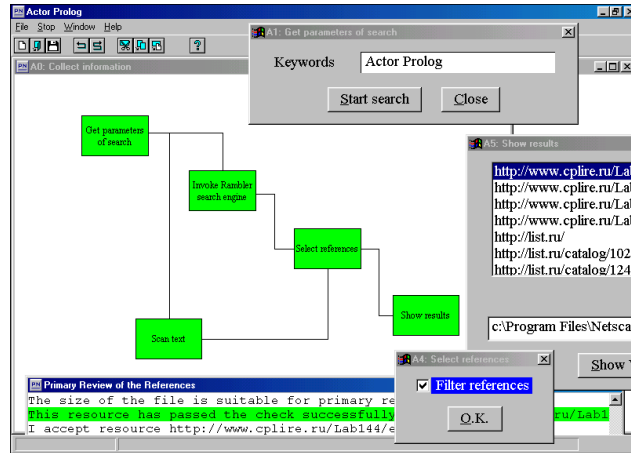 Actor Prolog
File Stop Window Help
A0: Collect information
A1: Get parameters of search
Keywords Actor Prolog
Start search Close
Get parameters
of search
Invoke Rambler
search engine
Select references
Show results
Scan text
A5: Show results
http://www.cplire.ru/Lab
http://www.cplire.ru/Lab
http://www.cplire.ru/Lab
http://www.cplire.ru/Lab
http://list.ru/
http://list.ru/catalog/102
http://list.ru/catalog/124
c:\Program Files\Netsca
Show
A4: Select references
Filter references
O.K.
Primary Review of the References
The size of the file is suitable for primary re
This resource has passed the check successfully ru/Lab1
I accept resource http://www.cplire.ru/Lab144/e